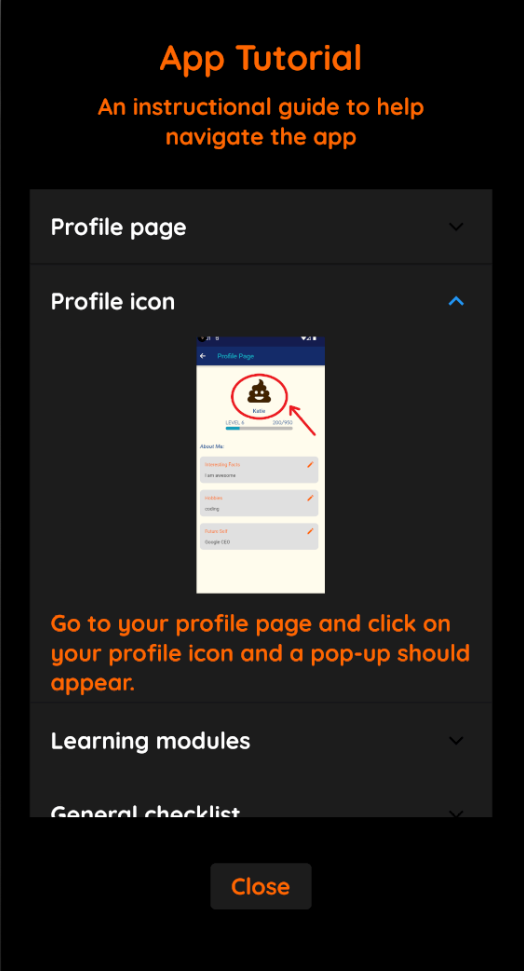 App Tutorial
An instructional guide to help
navigate the app
Profile page
Profile icon
Profile Page
Katie
LEVEL 6 200/950
About Me:
Interesting Facts
I am awesome
Hobbies
coding
Future Self
Google CEO
Go to your profile page and click on
your profile icon and a pop-up should
appear.
Learning modules
General checklist
Close